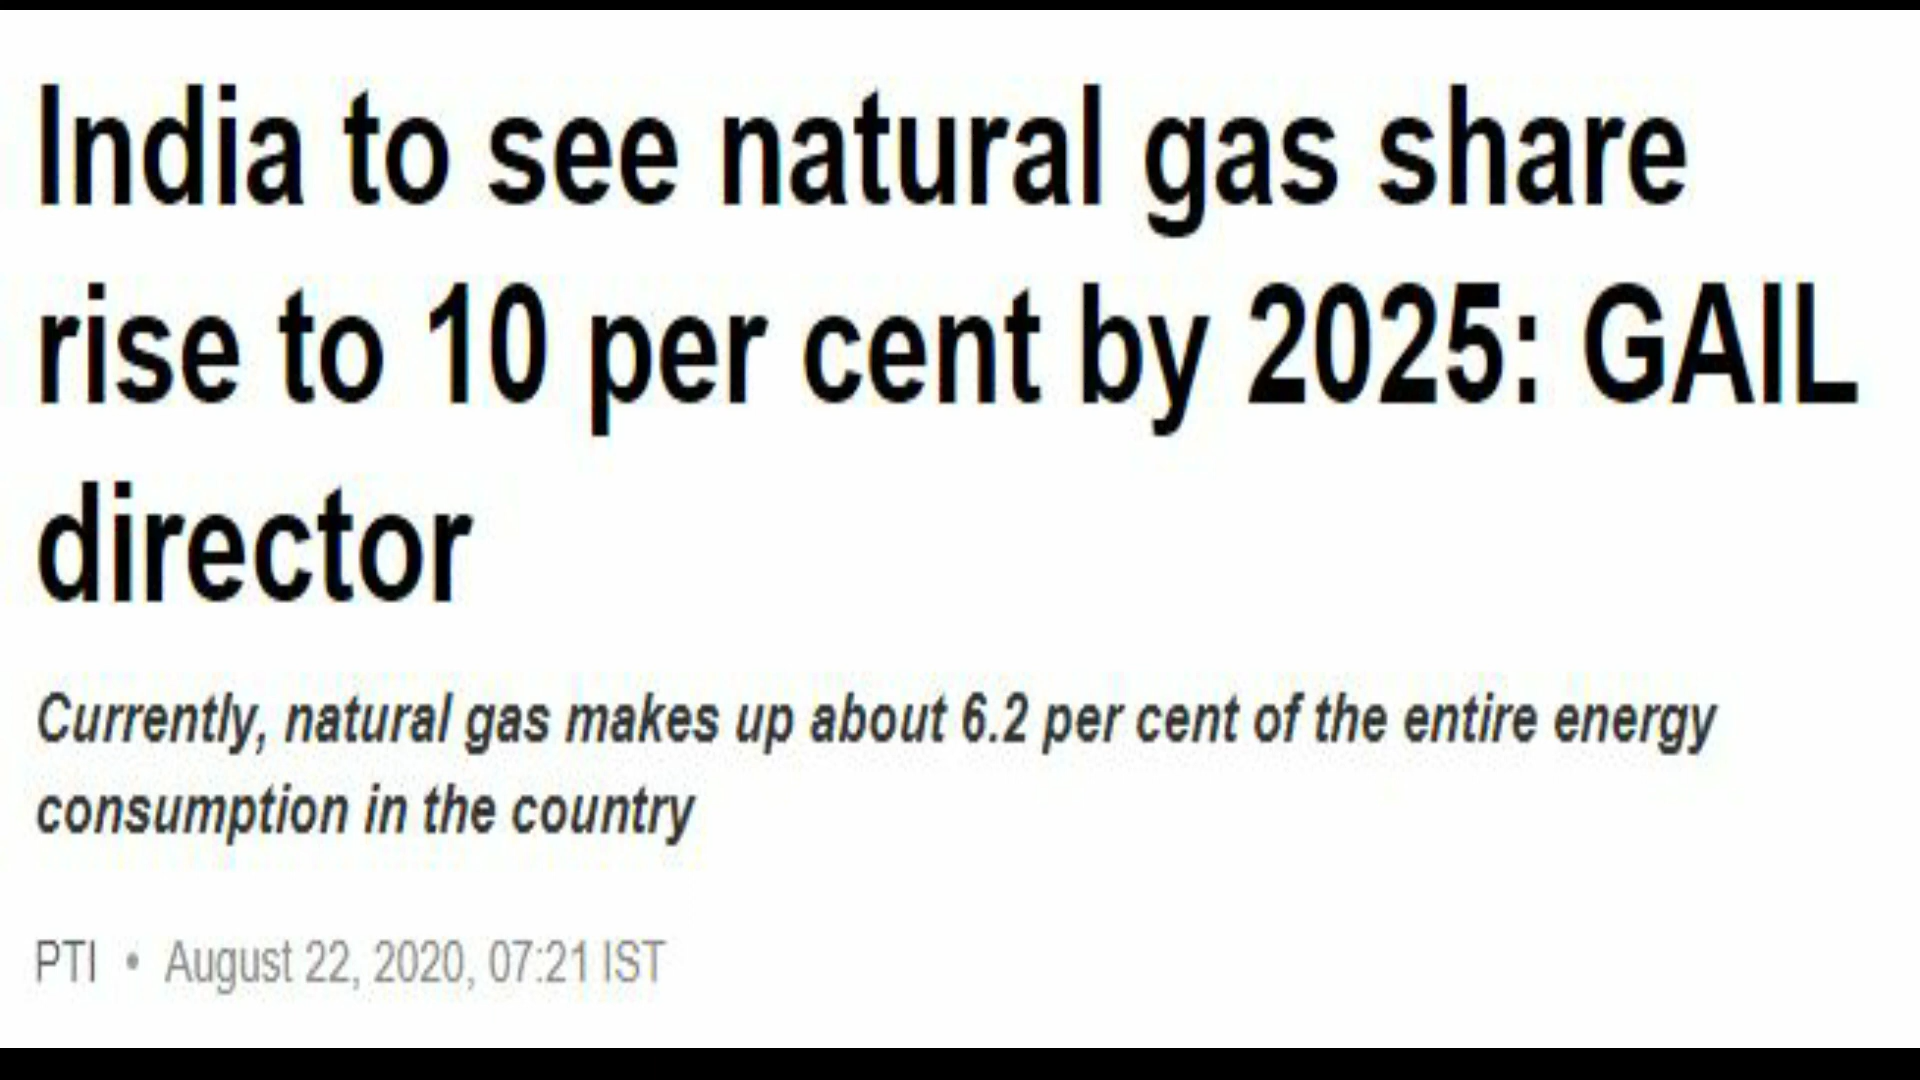 India to see natural gas share
rise to 10 per cent by 2025: GAIL
director
Currently, natural gas makes up about 6.2 per cent of the entire energy
consumption in the country
PTI • August 22, 2020, 07:21 IST